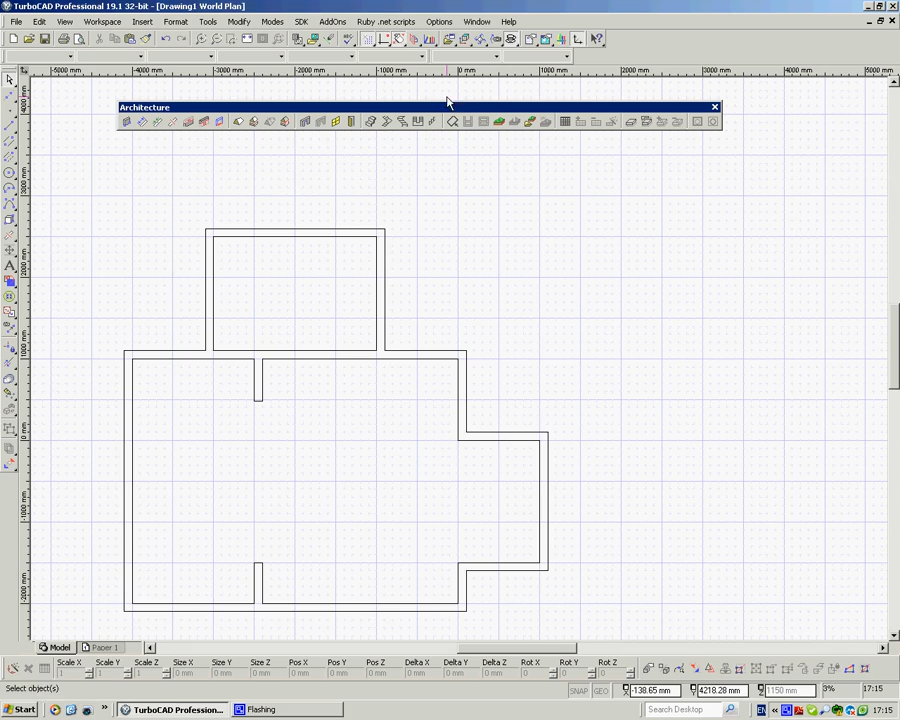 TurboCAD Professional 19.1 32-bit - [Drawing1 World Plan]
File Edit View Workspace Insert Format Tools Modify Modes SDK AddOns Ruby .net scripts Options Window Help
-5000 mm -4000 mm -3000 mm -2000 mm -1000 mm 0 mm 1000 mm 2000 mm 3000 mm 4000 mm 5000 mm
4000 mm
3000 mm
2000 mm
1000 mm
0 mm
-1000 mm
-2000 mm
Architecture
Model Paper 1
Scale X Scale Y Scale Z Size X Size Y Size Z Pos X Pos Y Pos Z Delta X Delta Y Delta Z Rot X Rot Y Rot Z
1 1 1 0 mm 0 mm 0 mm 0 mm 0 mm 0 mm 0 mm 0 mm 0 mm 0 0 0
Select object(s) SNAP GEO -138.65 mm 4218.28 mm 1150 mm 3% 17:15
Start » TurboCAD Profession... Flashing Search Desktop EN « 17:15